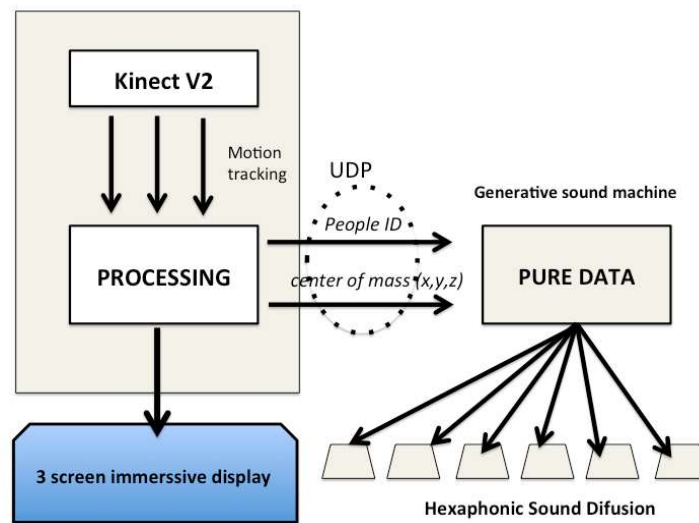 Kinect V2
Motion
tracking
UDP
Generative sound machine
People ID
PROCESSING
center of mass (x,y,z)
PURE DATA
3 screen immerssive display
Hexaphonic Sound Difusion